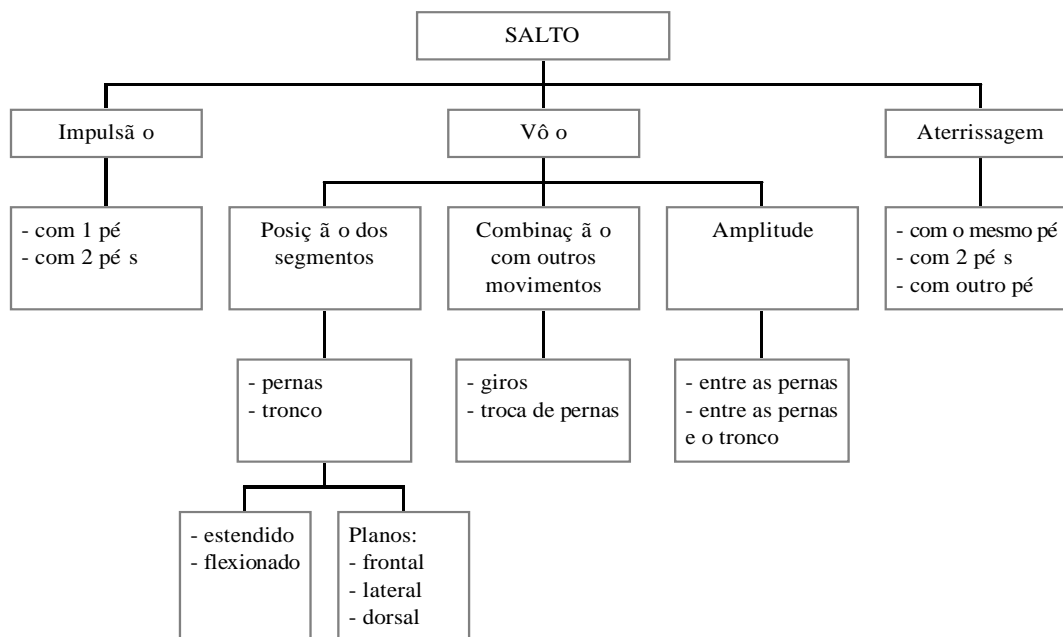 SALTO
Impulsã o
Vô o
Aterrissagem
- com 1 pé
- com 2 pé s
Posiç ã o dos
segmentos
Combinaç ã o
com outros
movimentos
Amplitude
- com o mesmo pé
- com 2 pé s
- com outro pé
- pernas
- tronco
- giros
- troca de pernas
- entre as pernas
- entre as pernas
e o tronco
- estendido
- flexionado
Planos:
- frontal
- lateral
- dorsal